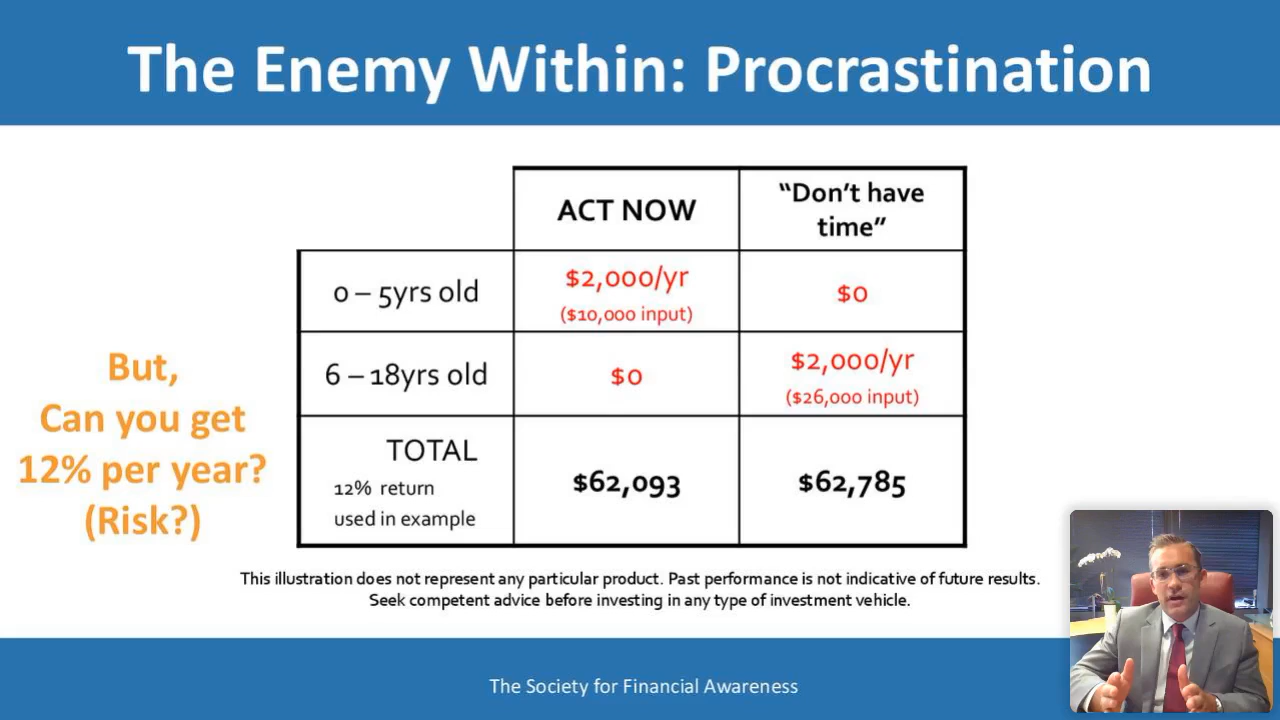 The Enemy Within: Procrastination
ACT NOW
“Don’t have
time”
0 – 5yrs old
$2,000/yr
($10,000 input)
$0
6 – 18yrs old
$0
$2,000/yr
($26,000 input)
TOTAL
12% return
used in example
$62,093
$62,785
But,
Can you get
12% per year?
(Risk?)
This illustration does not represent any particular product. Past performance is not indicative of future results.
Seek competent advice before investing in any type of investment vehicle.
The Society for Financial Awareness